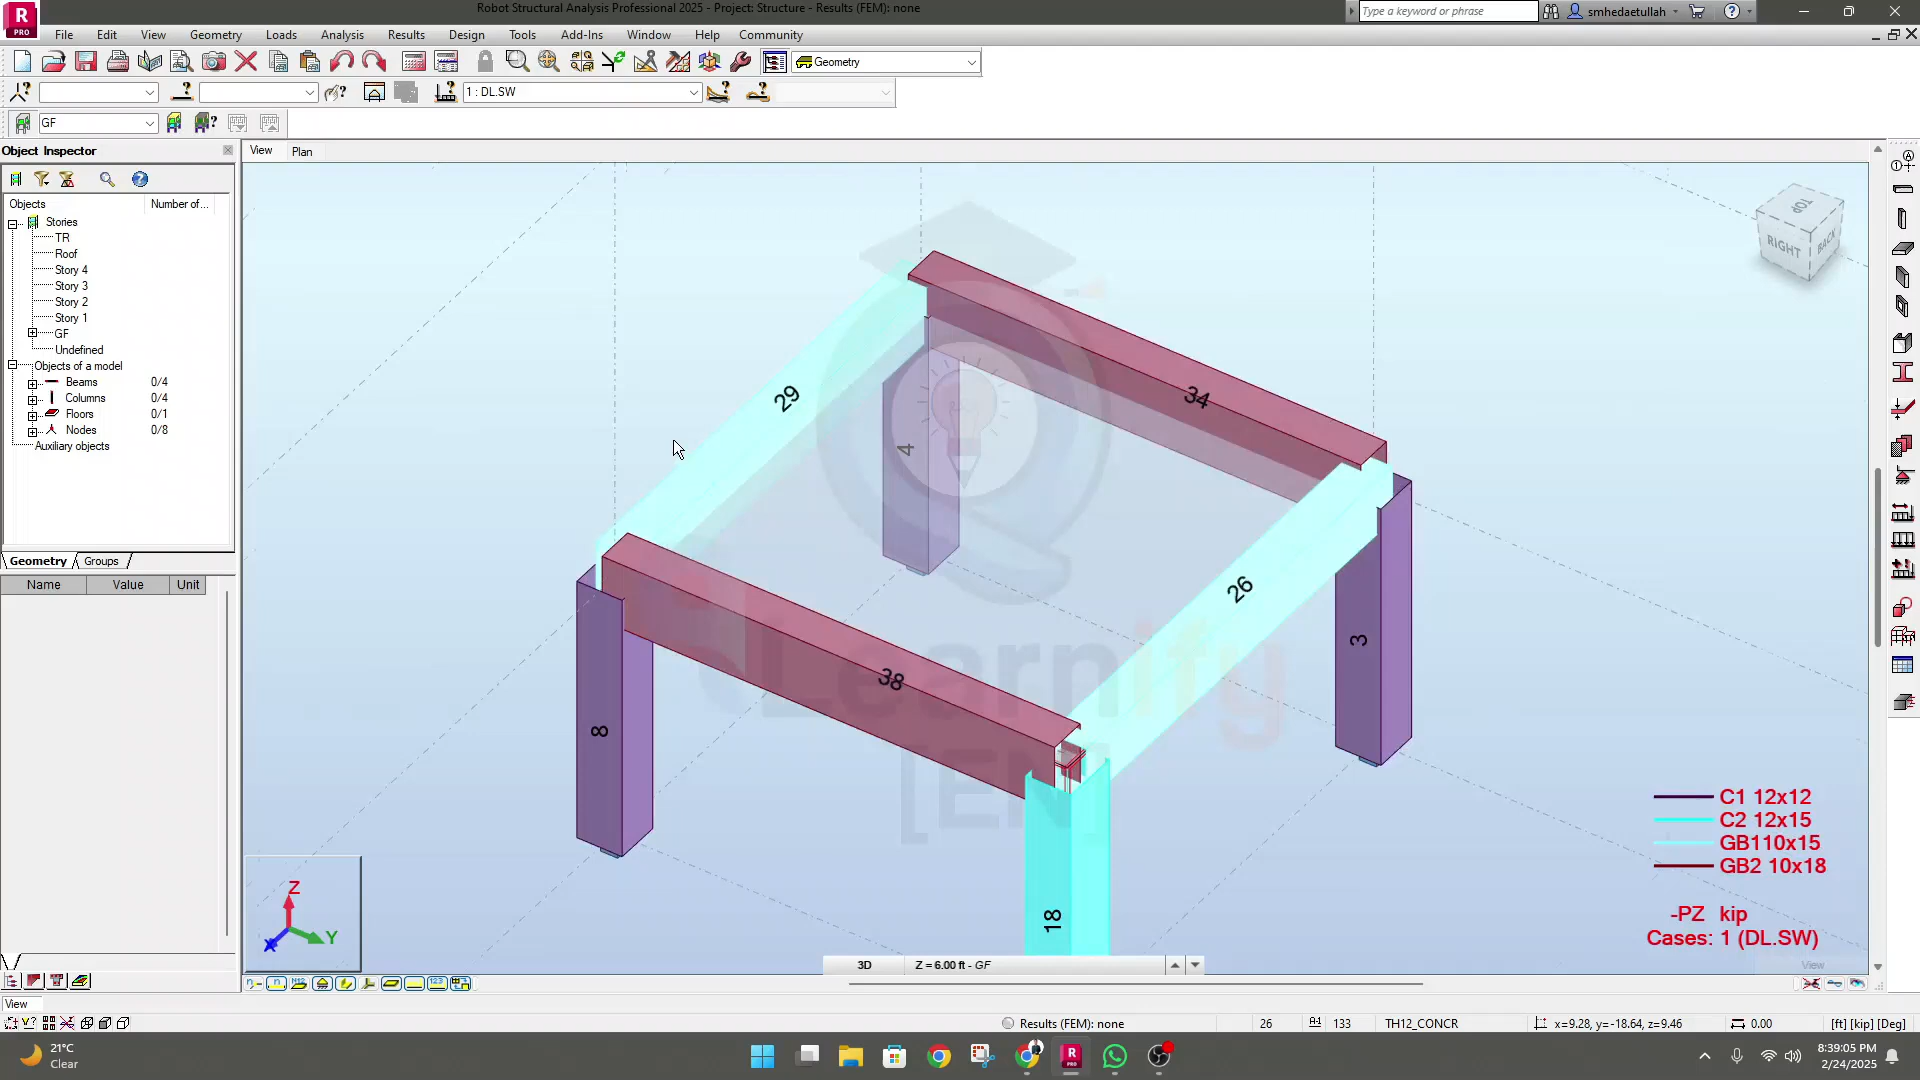 Robot Structural Analysis Professional 2025 - Project: Structure - Results (FEM): none
Type a keyword or phrase
smhedaetullah
File Edit View Geometry Loads Analysis Results Design Tools Add-Ins Window Help Community
Geometry
1 : DL.SW
GF
Object Inspector
View Plan
Objects Number of...
Stories
TR
Roof
Story 4
Story 3
Story 2
Story 1
GF
Undefined
Objects of a model
Beams 0/4
Columns 0/4
Floors 0/1
Nodes 0/8
Auxiliary objects
Geometry Groups
Name Value Unit
TOP
RIGHT
BACK
29
34
4
26
3
38
8
18
Learnify
[EN]
C1 12x12
C2 12x15
GB110x15
GB2 10x18
-PZ kip
Cases: 1 (DL.SW)
Z
Y
X
3D Z = 6.00 ft - GF
View
View
Results (FEM): none 26 133 TH12_CONCR x=9.28, y=-18.64, z=9.46 0.00 [ft] [kip] [Deg]
21°C
Clear
8:39:05 PM
2/24/2025